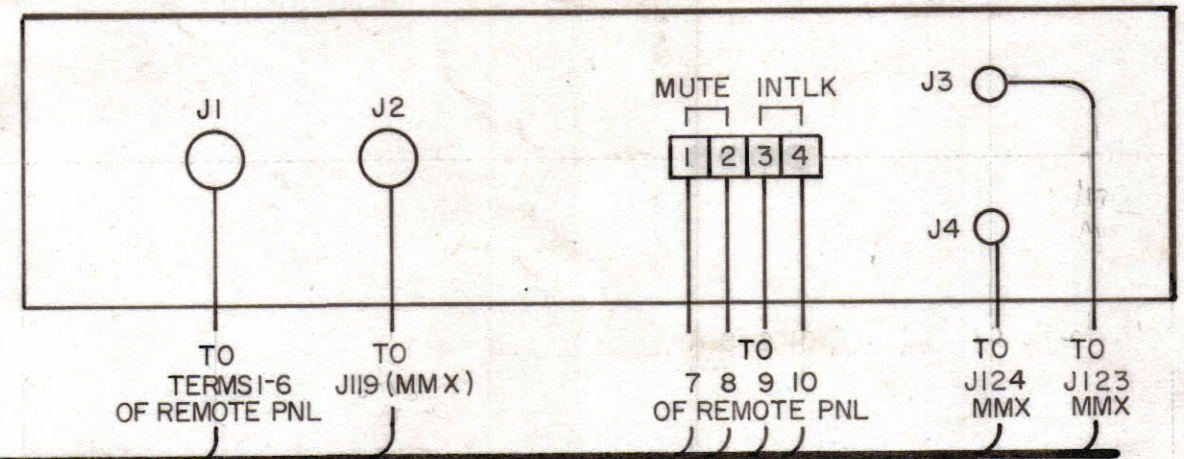 J1
J2
MUTE INTLK
1 2 3 4
J3
J4
TO
TERMS 1-6
OF REMOTE PNL
TO
J119 (MMX)
TO
7 8 9 10
OF REMOTE PNL
TO
J124
MMX
TO
J123
MMX